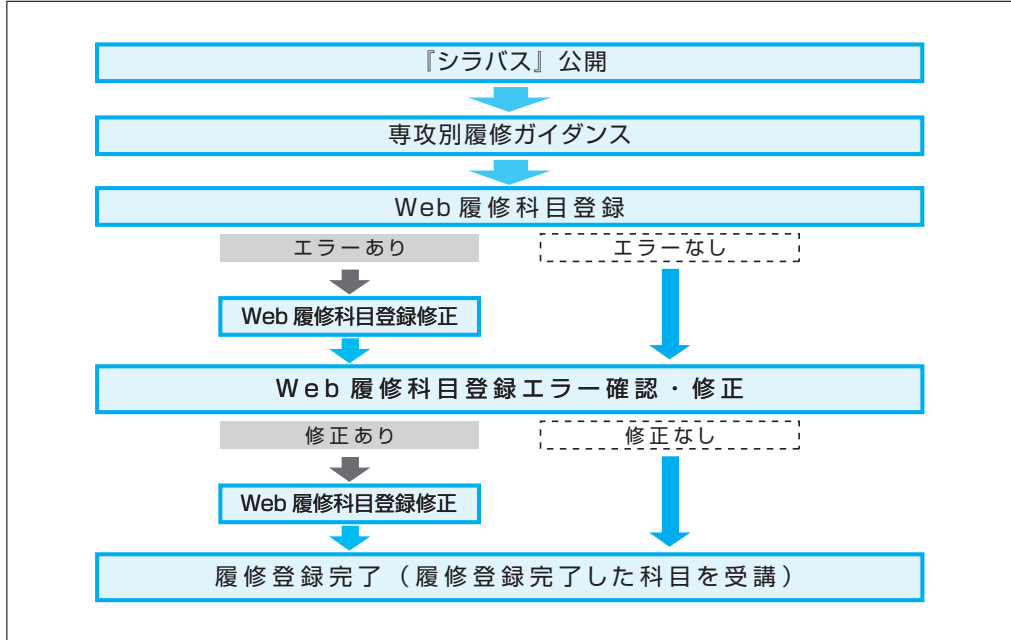 『シラバス』公開
専攻別履修ガイダンス
Web 履修科目登録
エラーあり
エラーなし
Web 履修科目登録修正
Web 履修科目登録エラー確認・修正
修正あり
修正なし
Web 履修科目登録修正
履修登録完了（履修登録完了した科目を受講）